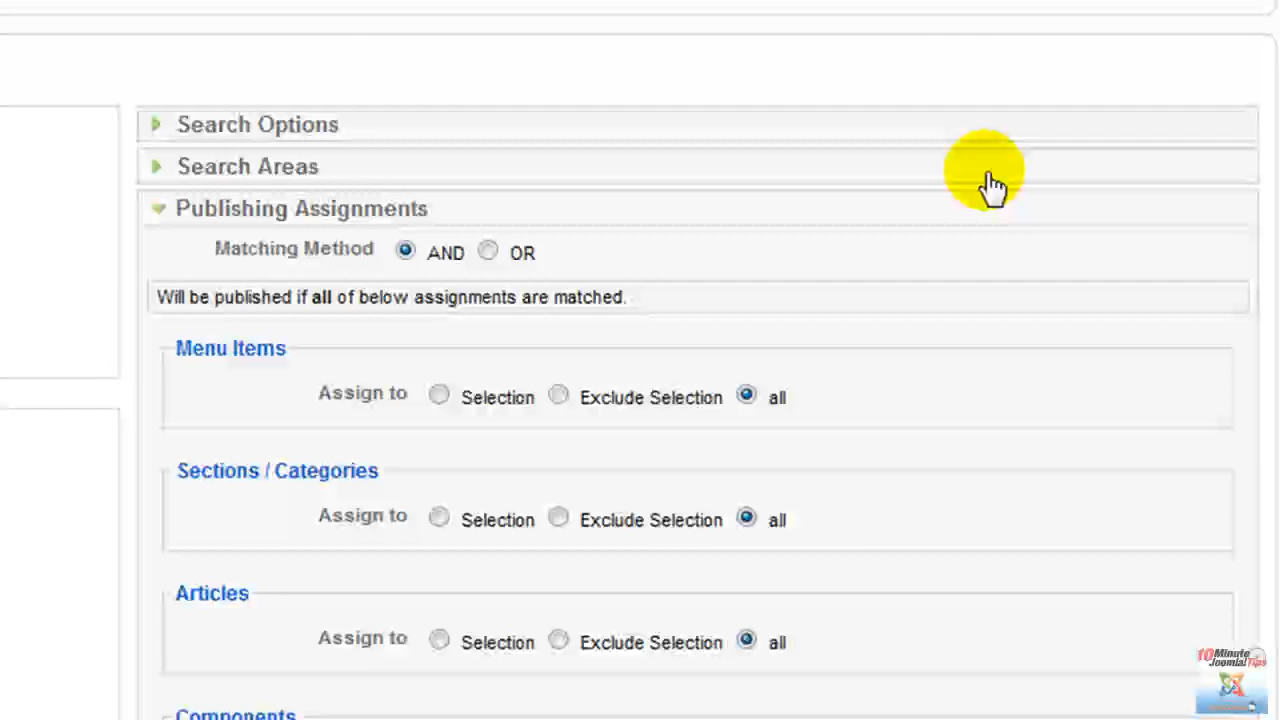 Search Options
Search Areas
Publishing Assignments
Matching Method AND OR
Will be published if all of below assignments are matched.
Menu Items
Assign to Selection Exclude Selection all
Sections / Categories
Assign to Selection Exclude Selection all
Articles
Assign to Selection Exclude Selection all
Components
10 Minute
Joomla! Tips